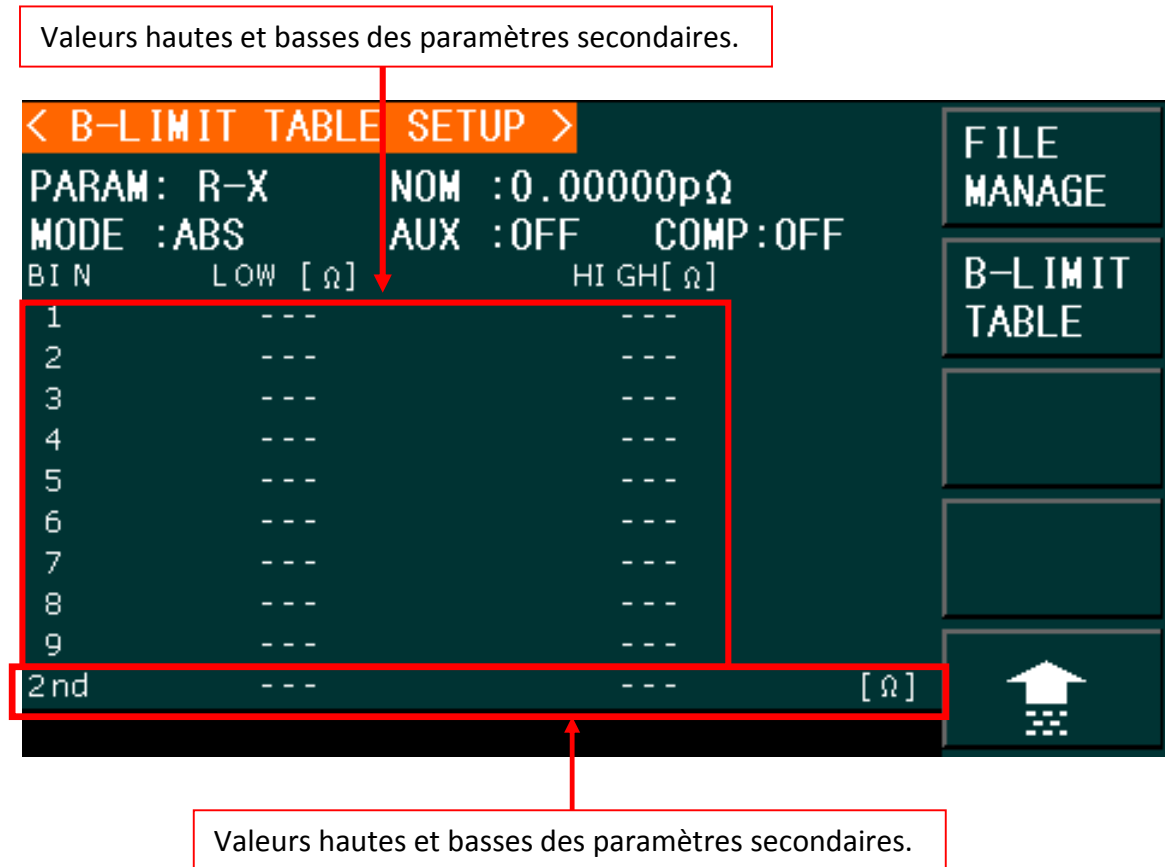 Valeurs hautes et basses des paramètres secondaires.
< B-LIMIT TABLE SETUP >
PARAM: R-X NOM :0.00000pΩ
MODE :ABS AUX :OFF COMP:OFF
BIN LOW [Ω] HIGH[Ω]
1 --- ---
2 --- ---
3 --- ---
4 --- ---
5 --- ---
6 --- ---
7 --- ---
8 --- ---
9 --- ---
2nd --- --- [Ω]
FILE
MANAGE
B-LIMIT
TABLE
Valeurs hautes et basses des paramètres secondaires.